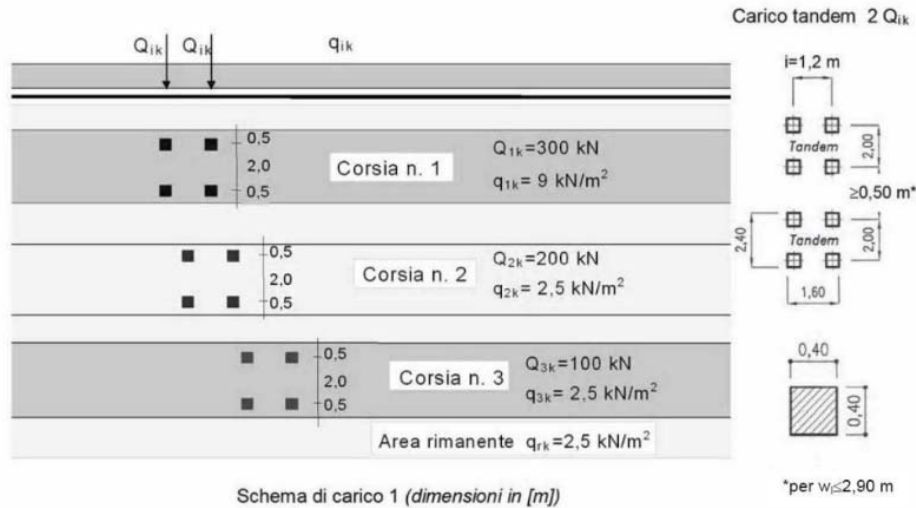 Carico tandem 2 Qik
Qik Qik qik
i=1,2 m
0,5
2,0
0,5
Corsia n. 1
Q1k=300 kN
q1k= 9 kN/m²
Tandem
2,00
≥0,50 m*
0,5
2,0
0,5
Corsia n. 2
Q2k=200 kN
q2k= 2,5 kN/m²
2,40
Tandem
2,00
1,60
0,5
2,0
0,5
Corsia n. 3
Q3k=100 kN
q3k= 2,5 kN/m²
0,40
0,40
Area rimanente qrk= 2,5 kN/m²
Schema di carico 1 (dimensioni in [m])
*per wl≤2,90 m